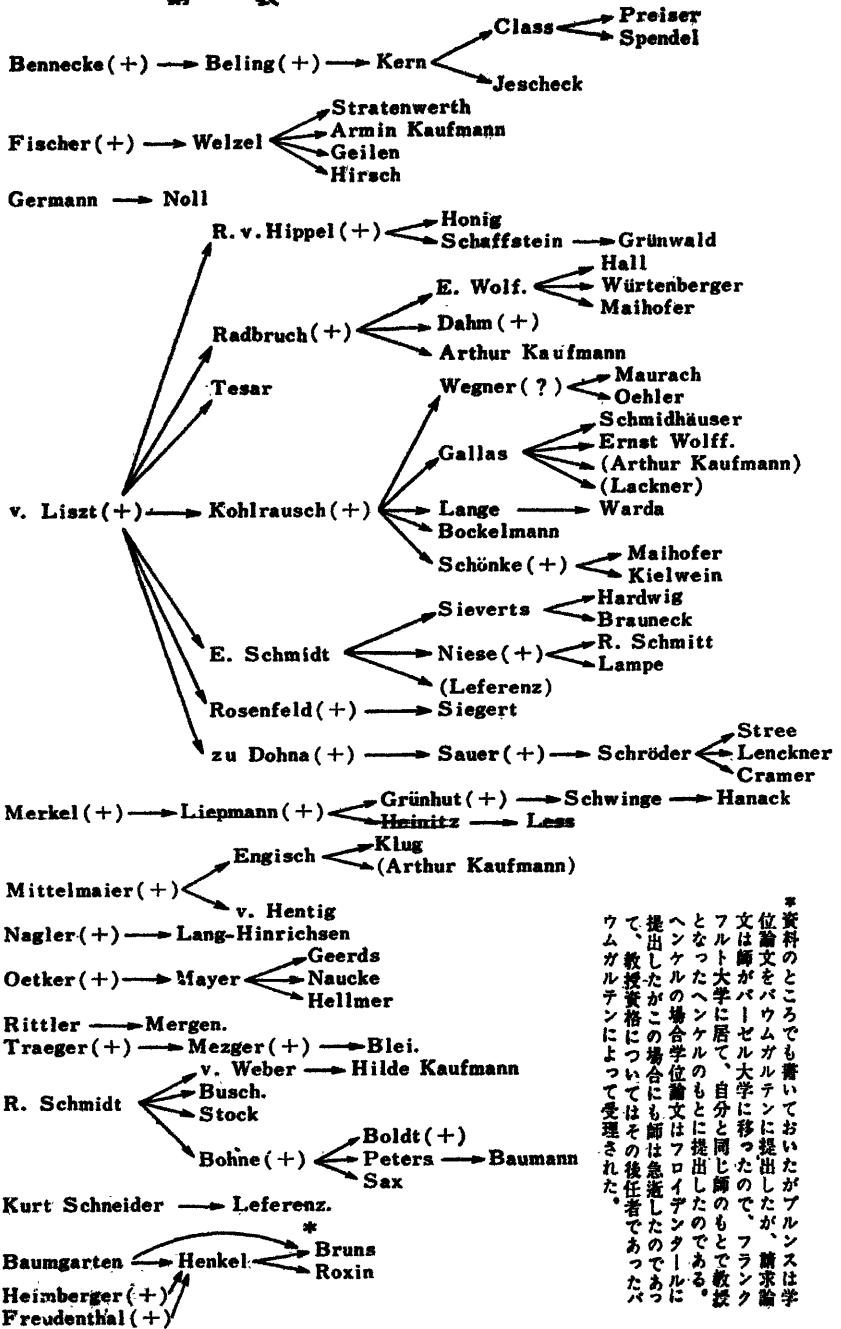 Class Preiser
Spendel
Bennecke(+) Beling(+) Kern
Jescheck
Stratenwerth
Armin Kaufmann
Fischer(+) Welzel
Geilen
Hirsch
Germann Noll
R.v.Hippel(+) Honig
Schaffstein Grünwald
Hall
E. Wolf. Würtenberger
Maihofer
Radbruch(+) Dahm(+)
Arthur Kaufmann
Tesar
Wegner(?) Maurach
Oehler
Schmidhäuser
Gallas Ernst Wolff.
(Arthur Kaufmann)
(Lackner)
v. Liszt(+) Kohlrausch(+) Lange Warda
Bockelmann
Schönke(+) Maihofer
Kielwein
Sieverts Hardwig
Brauneck
E. Schmidt Niese(+) R. Schmitt
Lampe
(Leferenz)
Rosenfeld(+) Siegert
Stree
zu Dohna(+) Sauer(+) Schröder Lenckner
Cramer
Merkel(+) Liepmann(+) Grünhut(+) Schwinge Hanack
Heinitz Less
Engisch Klug
(Arthur Kaufmann)
Mittelmaier(+)
v. Hentig
Nagler(+) Lang-Hinrichsen
Geerds
Oetker(+) Mayer Naucke
Hellmer
Rittler Mergen.
Traeger(+) Mezger(+) Blei.
v. Weber Hilde Kaufmann
R. Schmidt Busch.
Stock
Boldt(+)
Bohne(+) Peters Baumann
Sax
Kurt Schneider Leferenz.
*
Baumgarten Henkel Bruns
Roxin
Heimberger(+)
Freudenthal(+)
*資料のところでも書いておいたがブルンスは学
位論文をバウムガルテンに提出したが、請求論
文は師がバーゼル大学に移ったので、フランク
フルト大学に居て、自分と同じ師のもとで教授
となったヘンケルのもとに提出したのである。
ヘンケルの場合学位論文はフロイデンタールに
提出したがこの場合にも師は急逝したのであっ
て、教授資格についてはその後任者であったバ
ウムガルテンによって受理された。